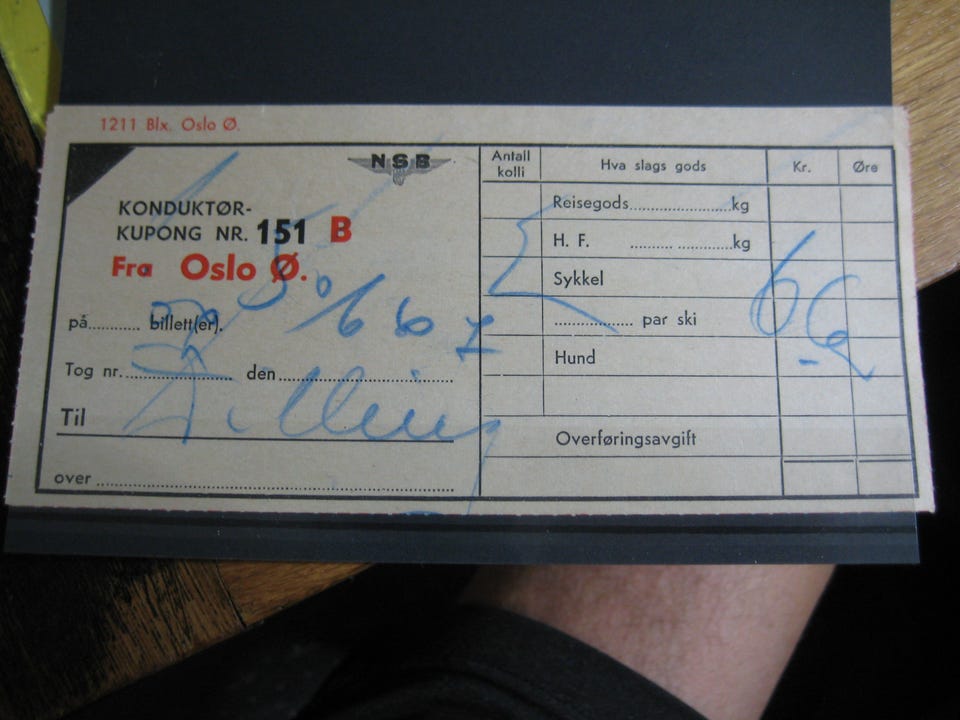 1211 Blx. Oslo Ø.
NSB
KONDUKTØR-
KUPONG NR. 151 B
Fra Oslo Ø.
på............ billett(er).
Tog nr. .................... den ................................
Til Dilling
over ................................
Antall kolli
Hva slags gods
Kr.
Øre
Reisegods....................kg
H. F. ....................kg
Sykkel
.................... par ski
Hund
Overføringsavgift